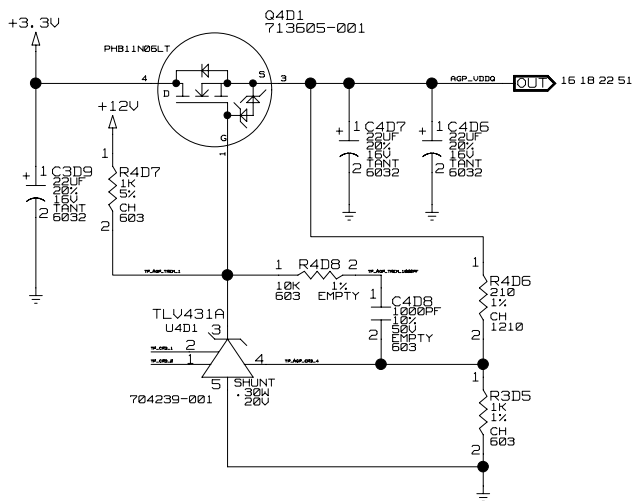 +3.3V
Q4D1
713605-001
PHB11N06LT
4
D
S
3
G
1
AGP_VDDQ
OUT
16 18 22 51
+12V
1
R4D7
1K
5%
CH
603
2
+
1
C3D9
22UF
20%
16V
TANT
6032
2
+
1
C4D7
22UF
20%
16V
TANT
6032
2
+
1
C4D6
22UF
20%
16V
TANT
6032
2
1
R4D8
2
10K
1%
603
EMPTY
1
C4D8
1000PF
10%
50V
EMPTY
603
2
1
R4D6
210
1%
CH
1210
2
TLV431A
U4D1
3
2
1
4
5
SHUNT
.30W
20V
704239-001
1
R3D5
1K
1%
CH
603
2